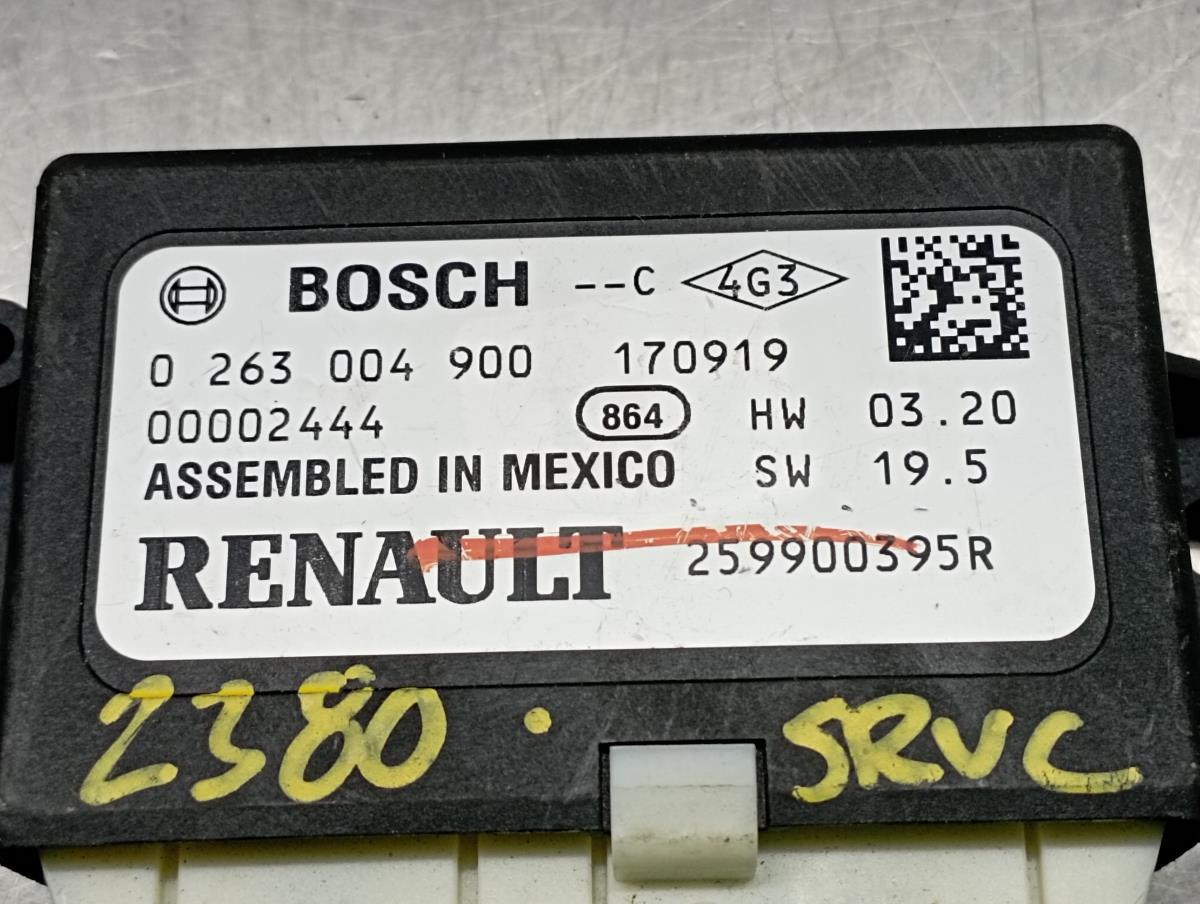 BOSCH --C 4G3
0 263 004 900 170919
00002444 864 HW 03.20
ASSEMBLED IN MEXICO SW 19.5
RENAULT 259900395R
2380 . SRVC